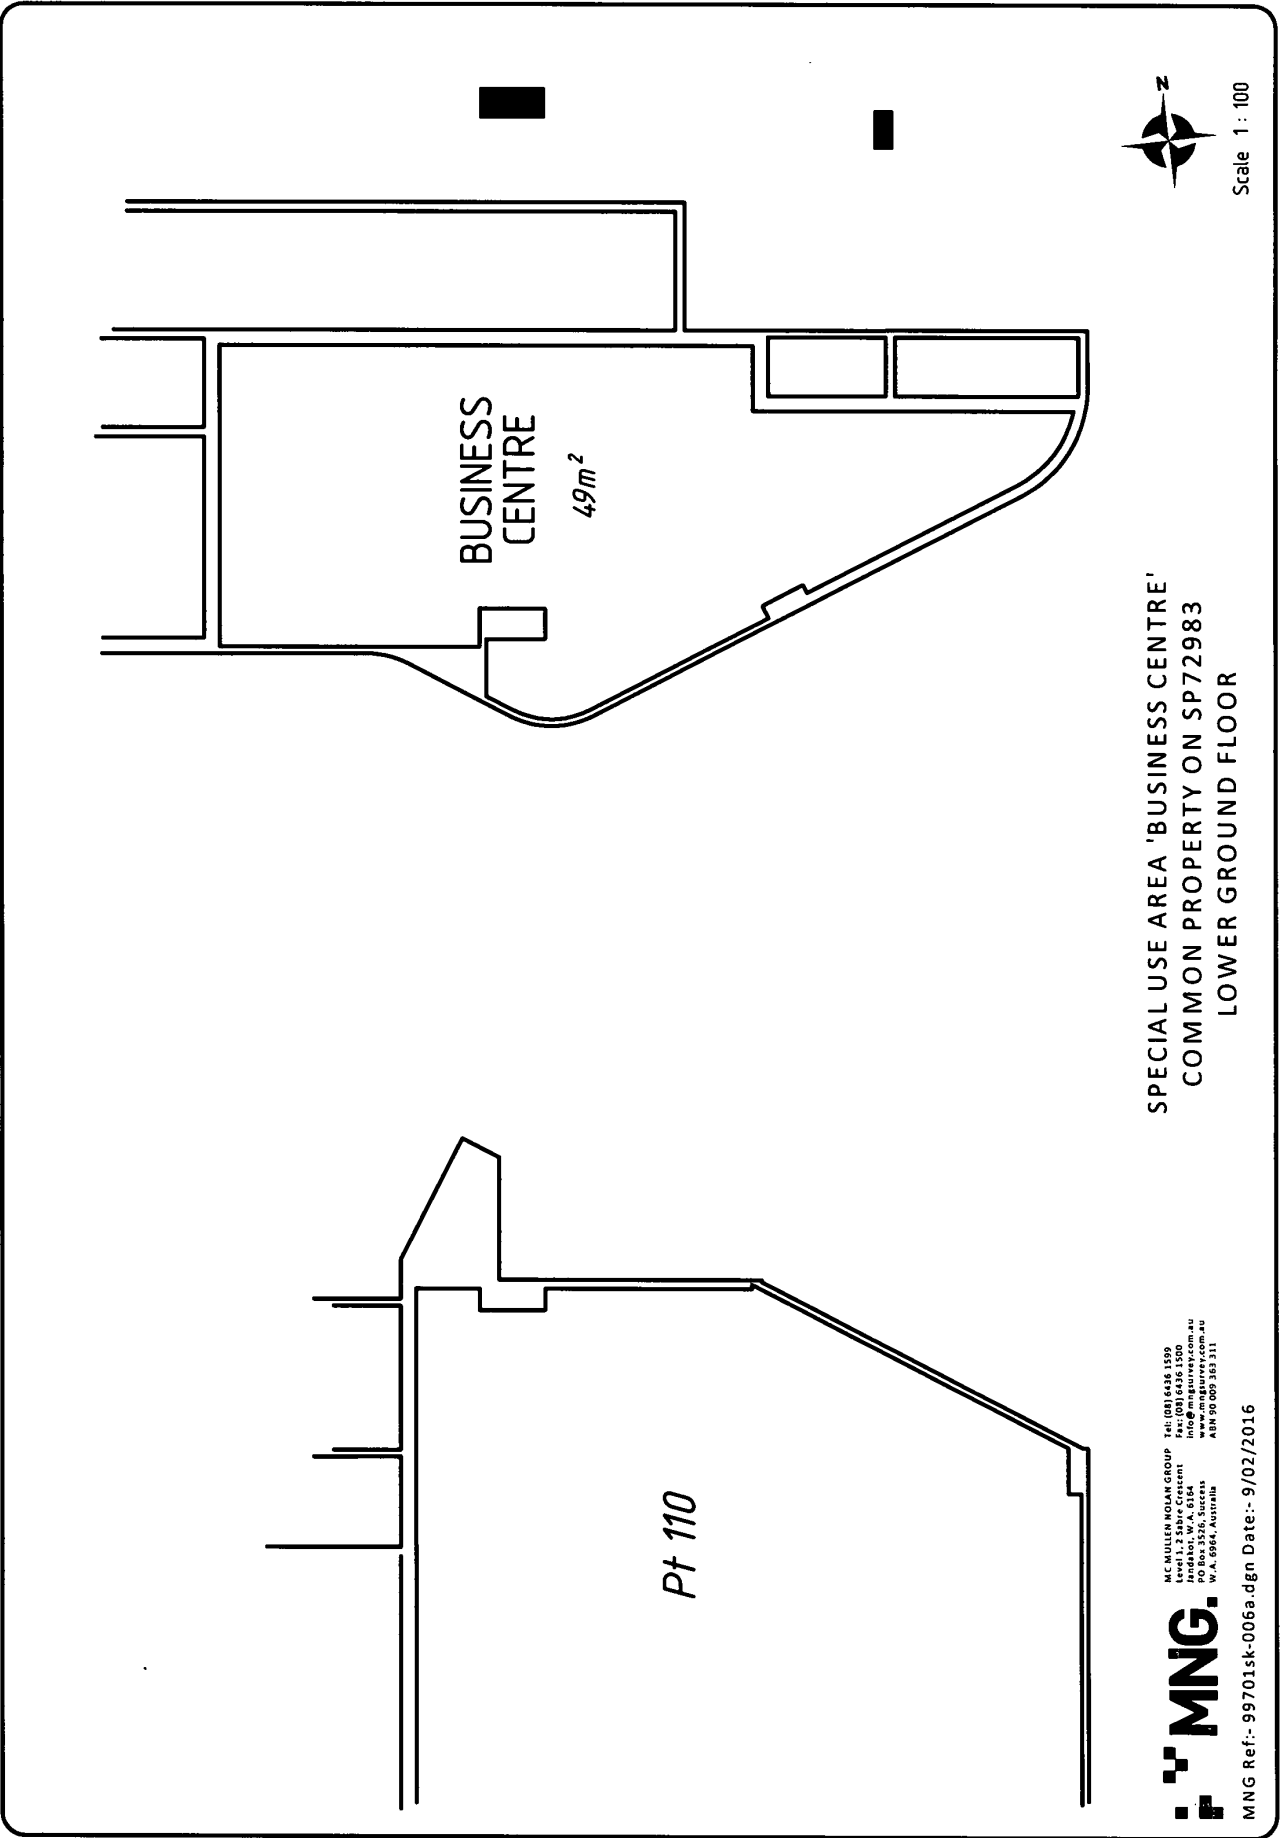 BUSINESS
CENTRE
49m²
Pt 110
N
Scale 1 : 100
SPECIAL USE AREA 'BUSINESS CENTRE'
COMMON PROPERTY ON SP72983
LOWER GROUND FLOOR
MNG.
MC MULLEN NOLAN GROUP
Level 1, 2 Sabre Crescent
Jandakot, W.A. 6164
PO Box 3526, Success
W.A. 6964, Australia
Tel: (08) 6436 1599
Fax: (08) 6436 1500
info@mngsurvey.com.au
www.mngsurvey.com.au
ABN 90 009 363 311
MNG Ref:- 99701sk-006a.dgn Date:- 9/02/2016